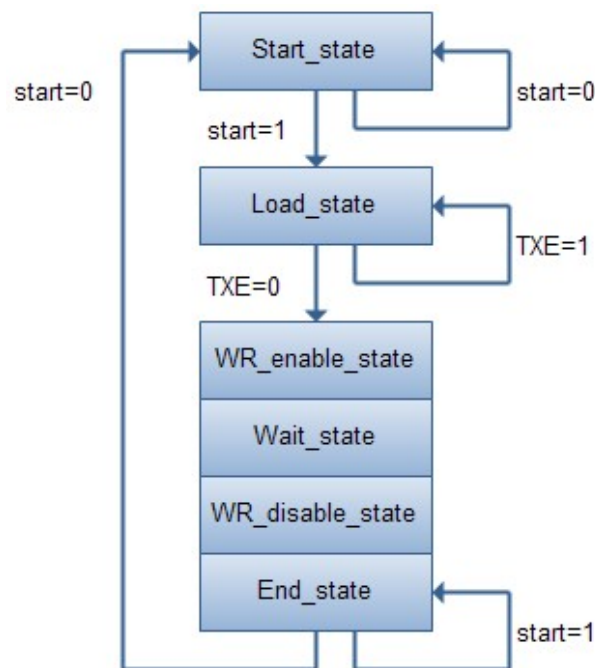 Start_state
start=0
start=0
start=1
Load_state
TXE=1
TXE=0
WR_enable_state
Wait_state
WR_disable_state
End_state
start=1